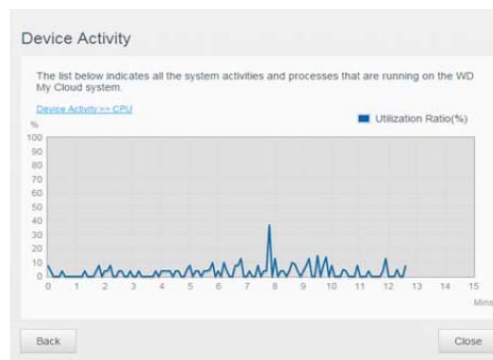 Device Activity
The list below indicates all the system activities and processes that are running on the WD
My Cloud system.
Device Activity >> CPU
Utilization Ratio(%)
%
100
90
80
70
60
50
40
30
20
10
0
0 1 2 3 4 5 6 7 8 9 10 11 12 13 14 15
Mins
Back
Close